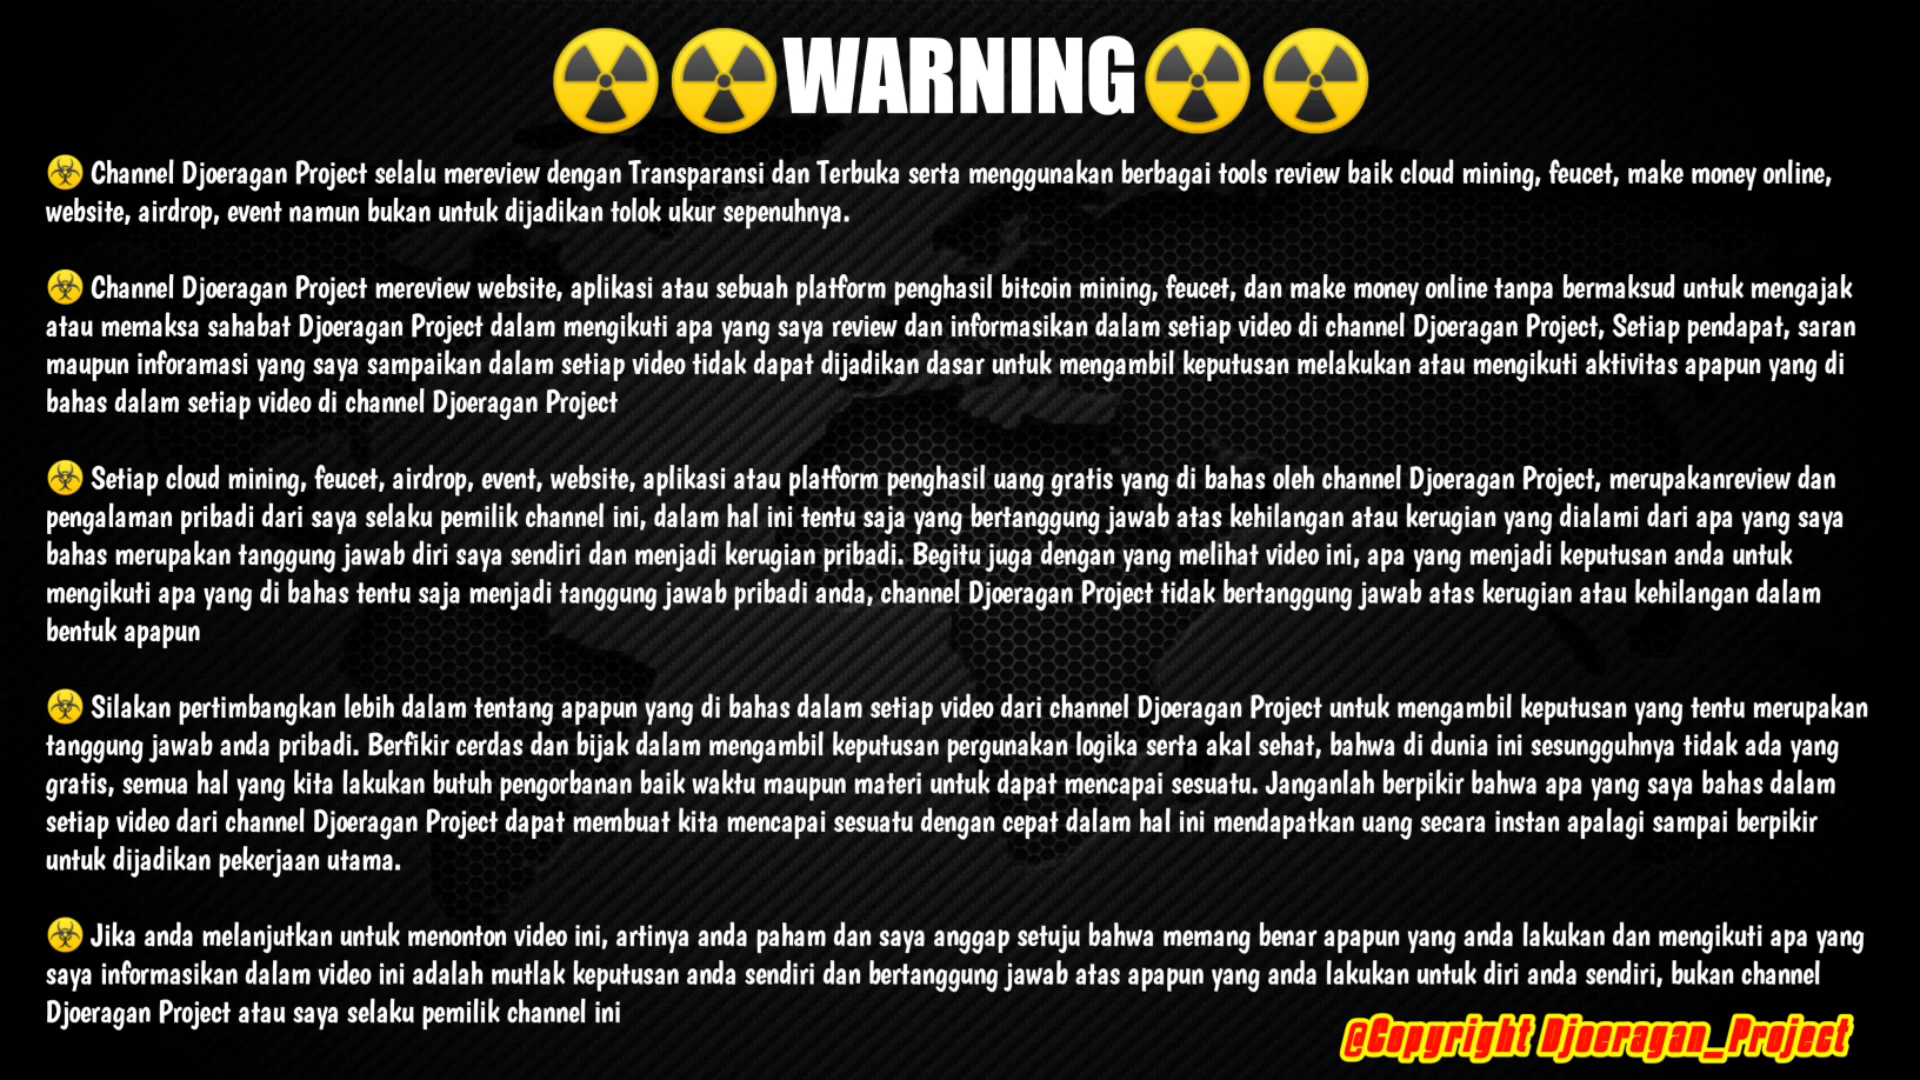 WARNING
Channel Djoeragan Project selalu mereview dengan Transparansi dan Terbuka serta menggunakan berbagai tools review baik cloud mining, feucet, make money online,
website, airdrop, event namun bukan untuk dijadikan tolok ukur sepenuhnya.
Channel Djoeragan Project mereview website, aplikasi atau sebuah platform penghasil bitcoin mining, feucet, dan make money online tanpa bermaksud untuk mengajak
atau memaksa sahabat Djoeragan Project dalam mengikuti apa yang saya review dan informasikan dalam setiap video di channel Djoeragan Project, Setiap pendapat, saran
maupun inforamasi yang saya sampaikan dalam setiap video tidak dapat dijadikan dasar untuk mengambil keputusan melakukan atau mengikuti aktivitas apapun yang di
bahas dalam setiap video di channel Djoeragan Project
Setiap cloud mining, feucet, airdrop, event, website, aplikasi atau platform penghasil uang gratis yang di bahas oleh channel Djoeragan Project, merupakanreview dan
pengalaman pribadi dari saya selaku pemilik channel ini, dalam hal ini tentu saja yang bertanggung jawab atas kehilangan atau kerugian yang dialami dari apa yang saya
bahas merupakan tanggung jawab diri saya sendiri dan menjadi kerugian pribadi. Begitu juga dengan yang melihat video ini, apa yang menjadi keputusan anda untuk
mengikuti apa yang di bahas tentu saja menjadi tanggung jawab pribadi anda, channel Djoeragan Project tidak bertanggung jawab atas kerugian atau kehilangan dalam
bentuk apapun
Silakan pertimbangkan lebih dalam tentang apapun yang di bahas dalam setiap video dari channel Djoeragan Project untuk mengambil keputusan yang tentu merupakan
tanggung jawab anda pribadi. Berfikir cerdas dan bijak dalam mengambil keputusan pergunakan logika serta akal sehat, bahwa di dunia ini sesungguhnya tidak ada yang
gratis, semua hal yang kita lakukan butuh pengorbanan baik waktu maupun materi untuk dapat mencapai sesuatu. Janganlah berpikir bahwa apa yang saya bahas dalam
setiap video dari channel Djoeragan Project dapat membuat kita mencapai sesuatu dengan cepat dalam hal ini mendapatkan uang secara instan apalagi sampai berpikir
untuk dijadikan pekerjaan utama.
Jika anda melanjutkan untuk menonton video ini, artinya anda paham dan saya anggap setuju bahwa memang benar apapun yang anda lakukan dan mengikuti apa yang
saya informasikan dalam video ini adalah mutlak keputusan anda sendiri dan bertanggung jawab atas apapun yang anda lakukan untuk diri anda sendiri, bukan channel
Djoeragan Project atau saya selaku pemilik channel ini
@Copyright Djoeragan_Project